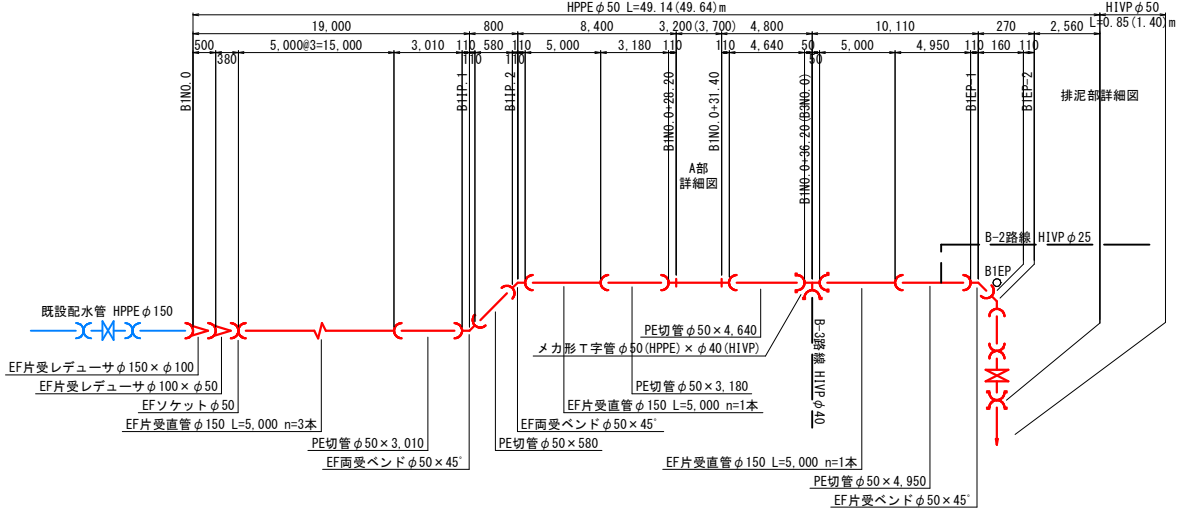 HPPEφ50 L=49.14(49.64)m
HIVPφ50
L=0.85(1.40)m
19,000
800
8,400
3,200(3,700)
4,800
10,110
270
2,560
500
380
5,000@3=15,000
3,010
110
110
580
110
110
5,000
3,180
110
110
4,640
50
50
5,000
4,950
110
160
110
B1NO.0
B1IP.1
B1IP.2
B1NO.0+28.20
B1NO.0+31.40
B1NO.0+36.20(B3NO.0)
B1EP-1
B1EP-2
排泥部詳細図
A部
詳細図
B-2路線 HIVPφ25
B1EP
既設配水管 HPPEφ150
B-3路線 HIVPφ40
PE切管φ50×4,640
メカ形T字管φ50(HPPE)×φ40(HIVP)
EF片受レデューサφ150×φ100
EF片受レデューサφ100×φ50
PE切管φ50×3,180
EFソケットφ50
EF片受直管φ150 L=5,000 n=1本
EF片受直管φ150 L=5,000 n=3本
EF両受ベンドφ50×45°
PE切管φ50×3,010
PE切管φ50×580
EF両受ベンドφ50×45°
EF片受直管φ150 L=5,000 n=1本
PE切管φ50×4,950
EF片受ベンドφ50×45°